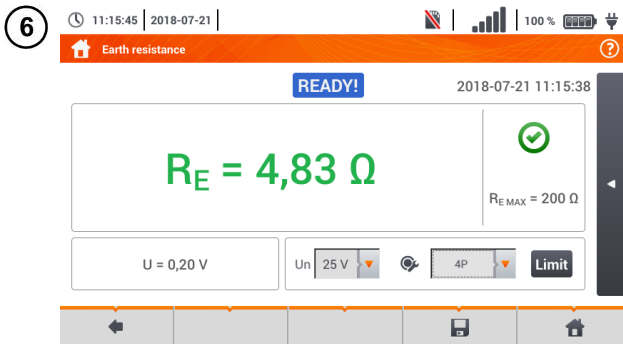 6
11:15:45 2018-07-21 100 %
Earth resistance ?
READY! 2018-07-21 11:15:38
RE = 4,83 Ω
RE MAX = 200 Ω
U = 0,20 V Un 25 V 4P Limit